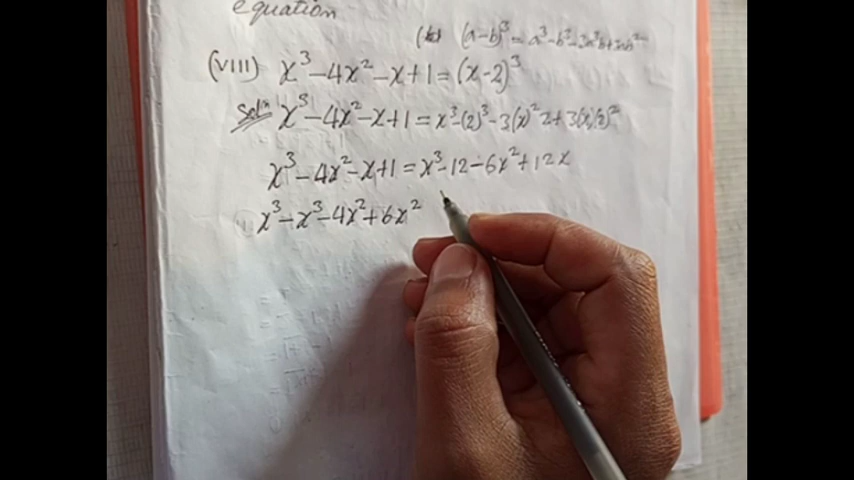 equation
(a-b)³ = a³-b³-3a²b+3ab²
(VIII) x³-4x²-x+1=(x-2)³
Solⁿ x³-4x²-x+1 = x³-(2)³-3(x)²2+3(x)(2)²
x³-4x²-x+1 = x³-12-6x²+12x
x³-x³-4x²+6x²